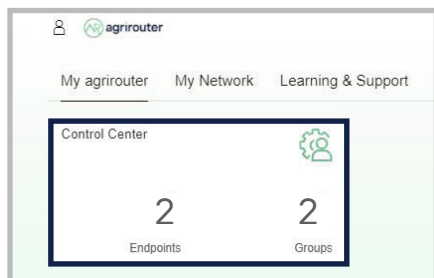 agrirouter
My agrirouter My Network Learning & Support
Control Center
2 2
Endpoints Groups